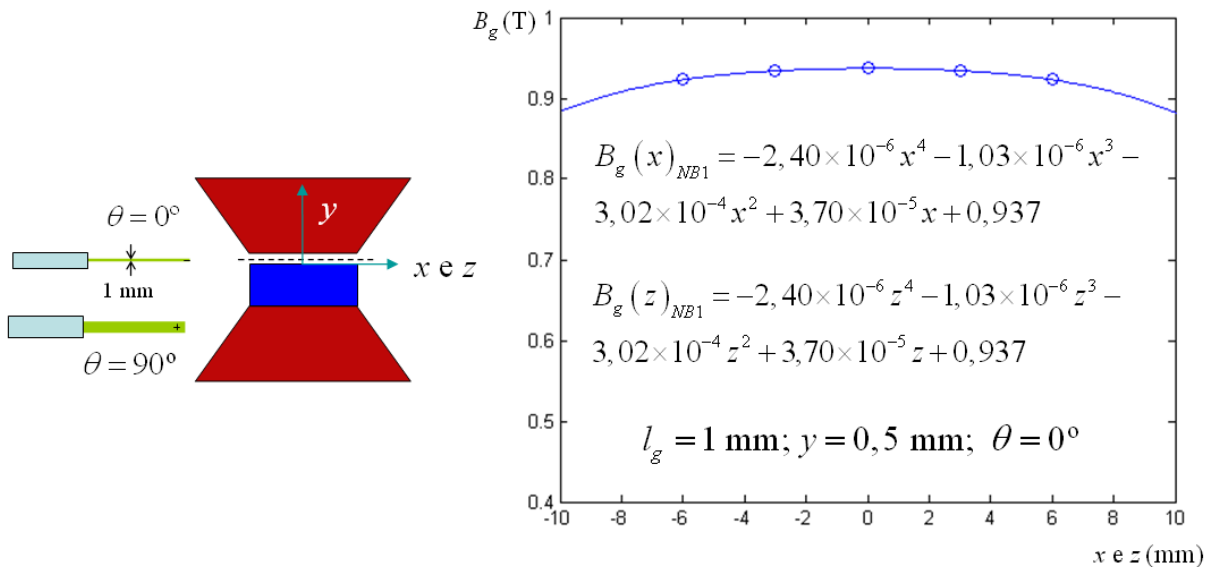 θ = 0º
1 mm
θ = 90º
+
y
x e z
B_g (T)
1
0.9
0.8
0.7
0.6
0.5
0.4
B_g (x)_NB1 = −2,40×10⁻⁶ x⁴ −1,03×10⁻⁶ x³ −
3,02×10⁻⁴ x² +3,70×10⁻⁵ x+0,937
B_g (z)_NB1 = −2,40×10⁻⁶ z⁴ −1,03×10⁻⁶ z³ −
3,02×10⁻⁴ z² +3,70×10⁻⁵ z+0,937
l_g = 1 mm; y = 0,5 mm; θ = 0º
-10 -8 -6 -4 -2 0 2 4 6 8 10
x e z (mm)